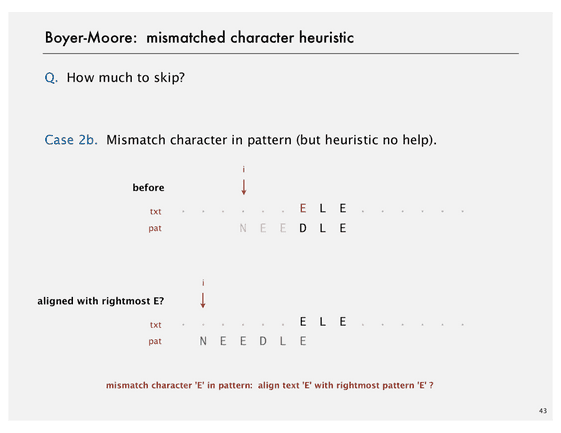 Boyer-Moore: mismatched character heuristic
Q. How much to skip?
Case 2b. Mismatch character in pattern (but heuristic no help).
i
before
txt . . . . . . E L E . . . . . .
pat N E E D L E
i
aligned with rightmost E?
txt . . . . . . E L E . . . . . .
pat N E E D L E
mismatch character 'E' in pattern: align text 'E' with rightmost pattern 'E' ?
43